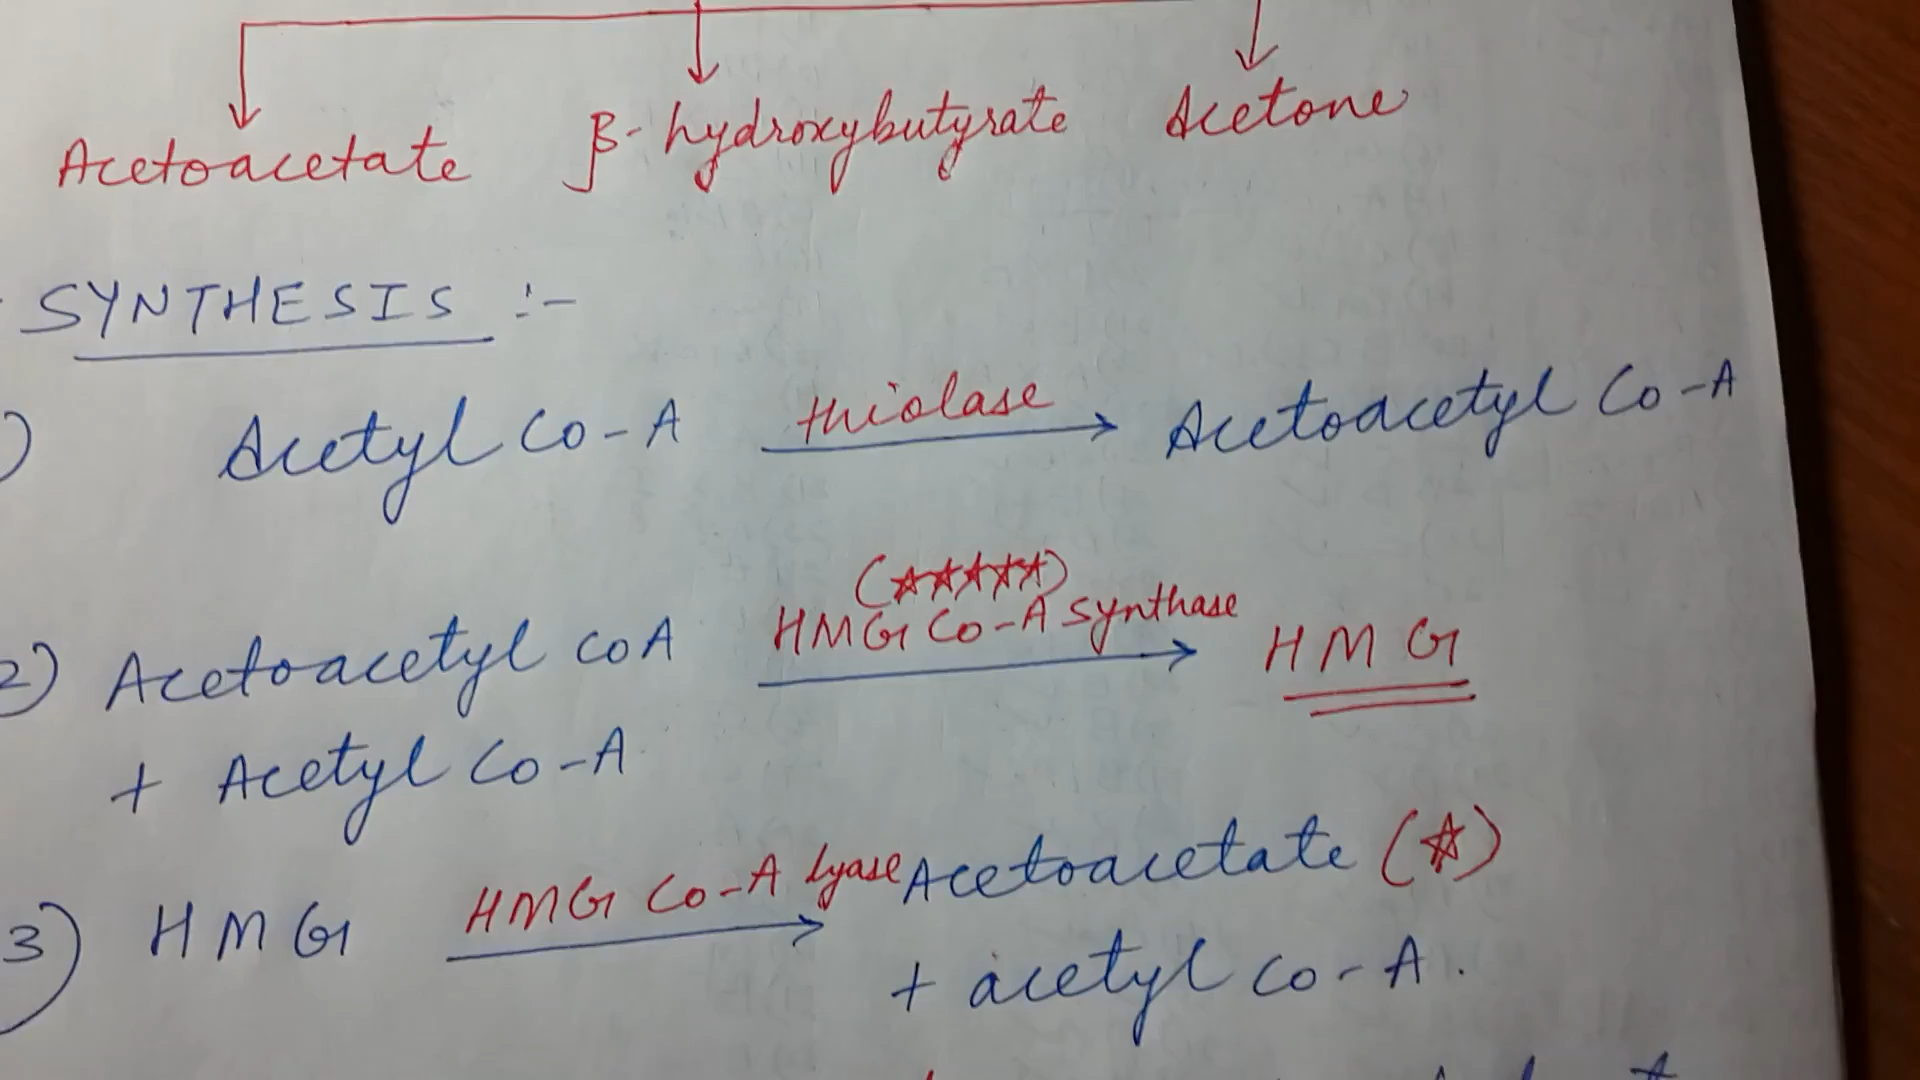 Acetoacetate β-hydroxybutyrate Acetone
SYNTHESIS :-
) Acetyl Co-A thiolase Acetoacetyl Co-A
(☆☆☆☆☆)
2) Acetoacetyl CoA HMG Co-A synthase HMG
+ Acetyl Co-A
3) HMG HMG Co-A lyase Acetoacetate (☆)
+ acetyl Co-A.